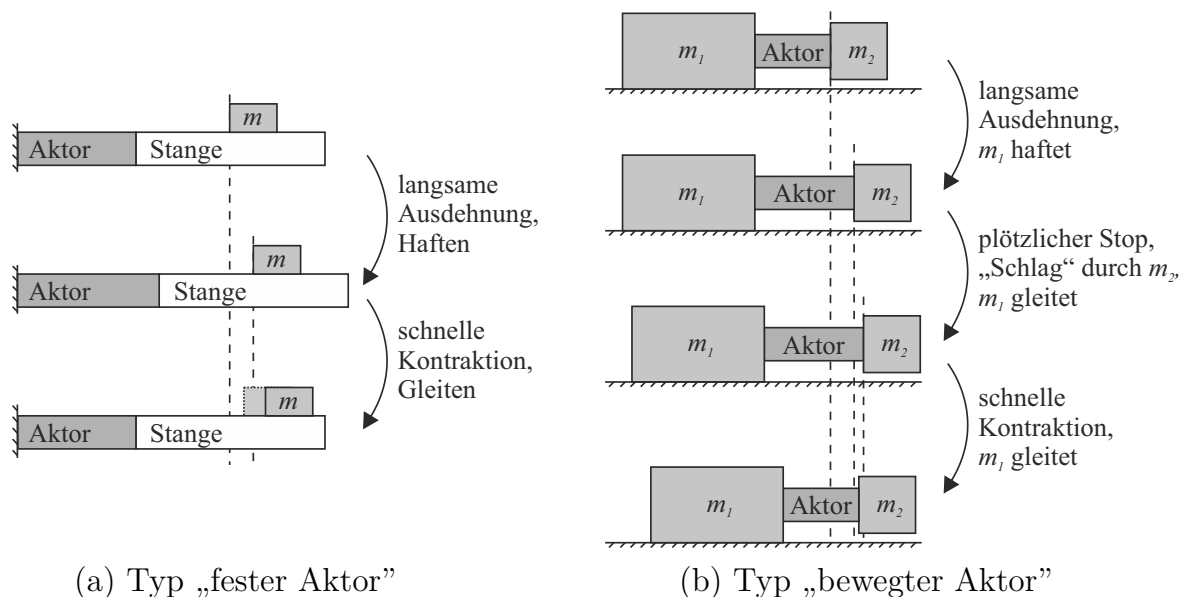 m
Aktor Stange
langsame
Ausdehnung,
Haften
m
Aktor Stange
schnelle
Kontraktion,
Gleiten
m
Aktor Stange
(a) Typ „fester Aktor”
m1 Aktor m2
langsame
Ausdehnung,
m1 haftet
m1 Aktor m2
plötzlicher Stop,
„Schlag“ durch m2,
m1 gleitet
m1 Aktor m2
schnelle
Kontraktion,
m1 gleitet
m1 Aktor m2
(b) Typ „bewegter Aktor”